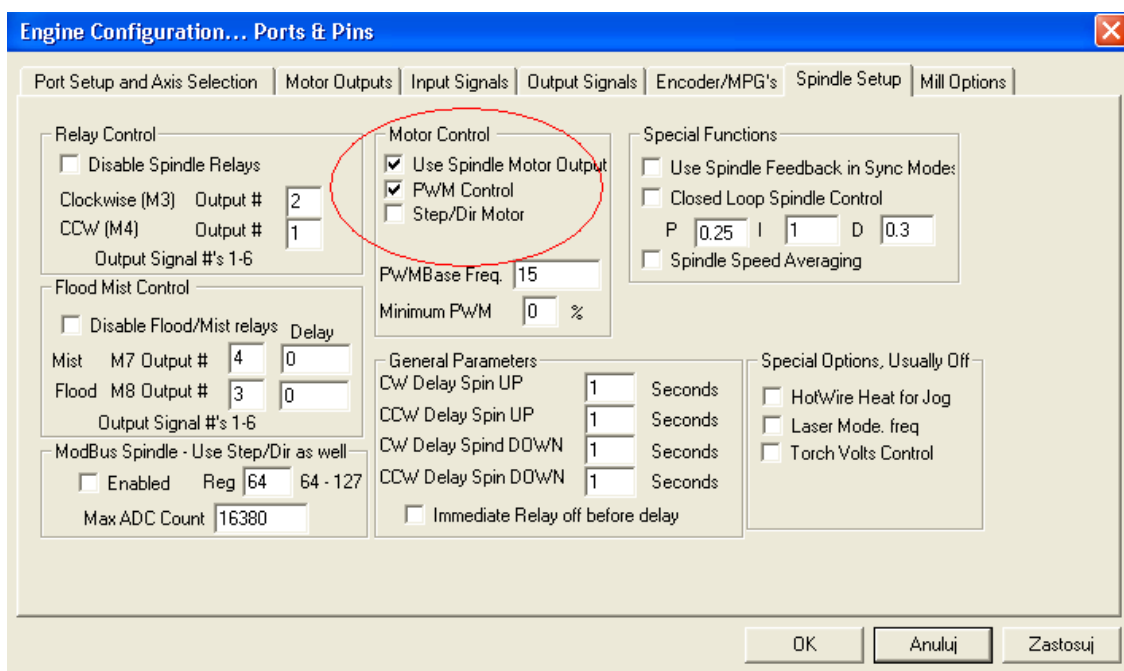 Engine Configuration... Ports & Pins
Port Setup and Axis Selection
Motor Outputs
Input Signals
Output Signals
Encoder/MPG's
Spindle Setup
Mill Options
Relay Control
Disable Spindle Relays
Clockwise (M3) Output # 2
CCW (M4) Output # 1
Output Signal #'s 1-6
Flood Mist Control
Disable Flood/Mist relays Delay
Mist M7 Output # 4 0
Flood M8 Output # 3 0
Output Signal #'s 1-6
ModBus Spindle - Use Step/Dir as well
Enabled Reg 64 64 - 127
Max ADC Count 16380
Motor Control
Use Spindle Motor Output
PWM Control
Step/Dir Motor
PWMBase Freq. 15
Minimum PWM 0 %
General Parameters
CW Delay Spin UP 1 Seconds
CCW Delay Spin UP 1 Seconds
CW Delay Spind DOWN 1 Seconds
CCW Delay Spin DOWN 1 Seconds
Immediate Relay off before delay
Special Functions
Use Spindle Feedback in Sync Modes
Closed Loop Spindle Control
P 0.25 I 1 D 0.3
Spindle Speed Averaging
Special Options, Usually Off
HotWire Heat for Jog
Laser Mode. freq
Torch Volts Control
OK
Anuluj
Zastosuj